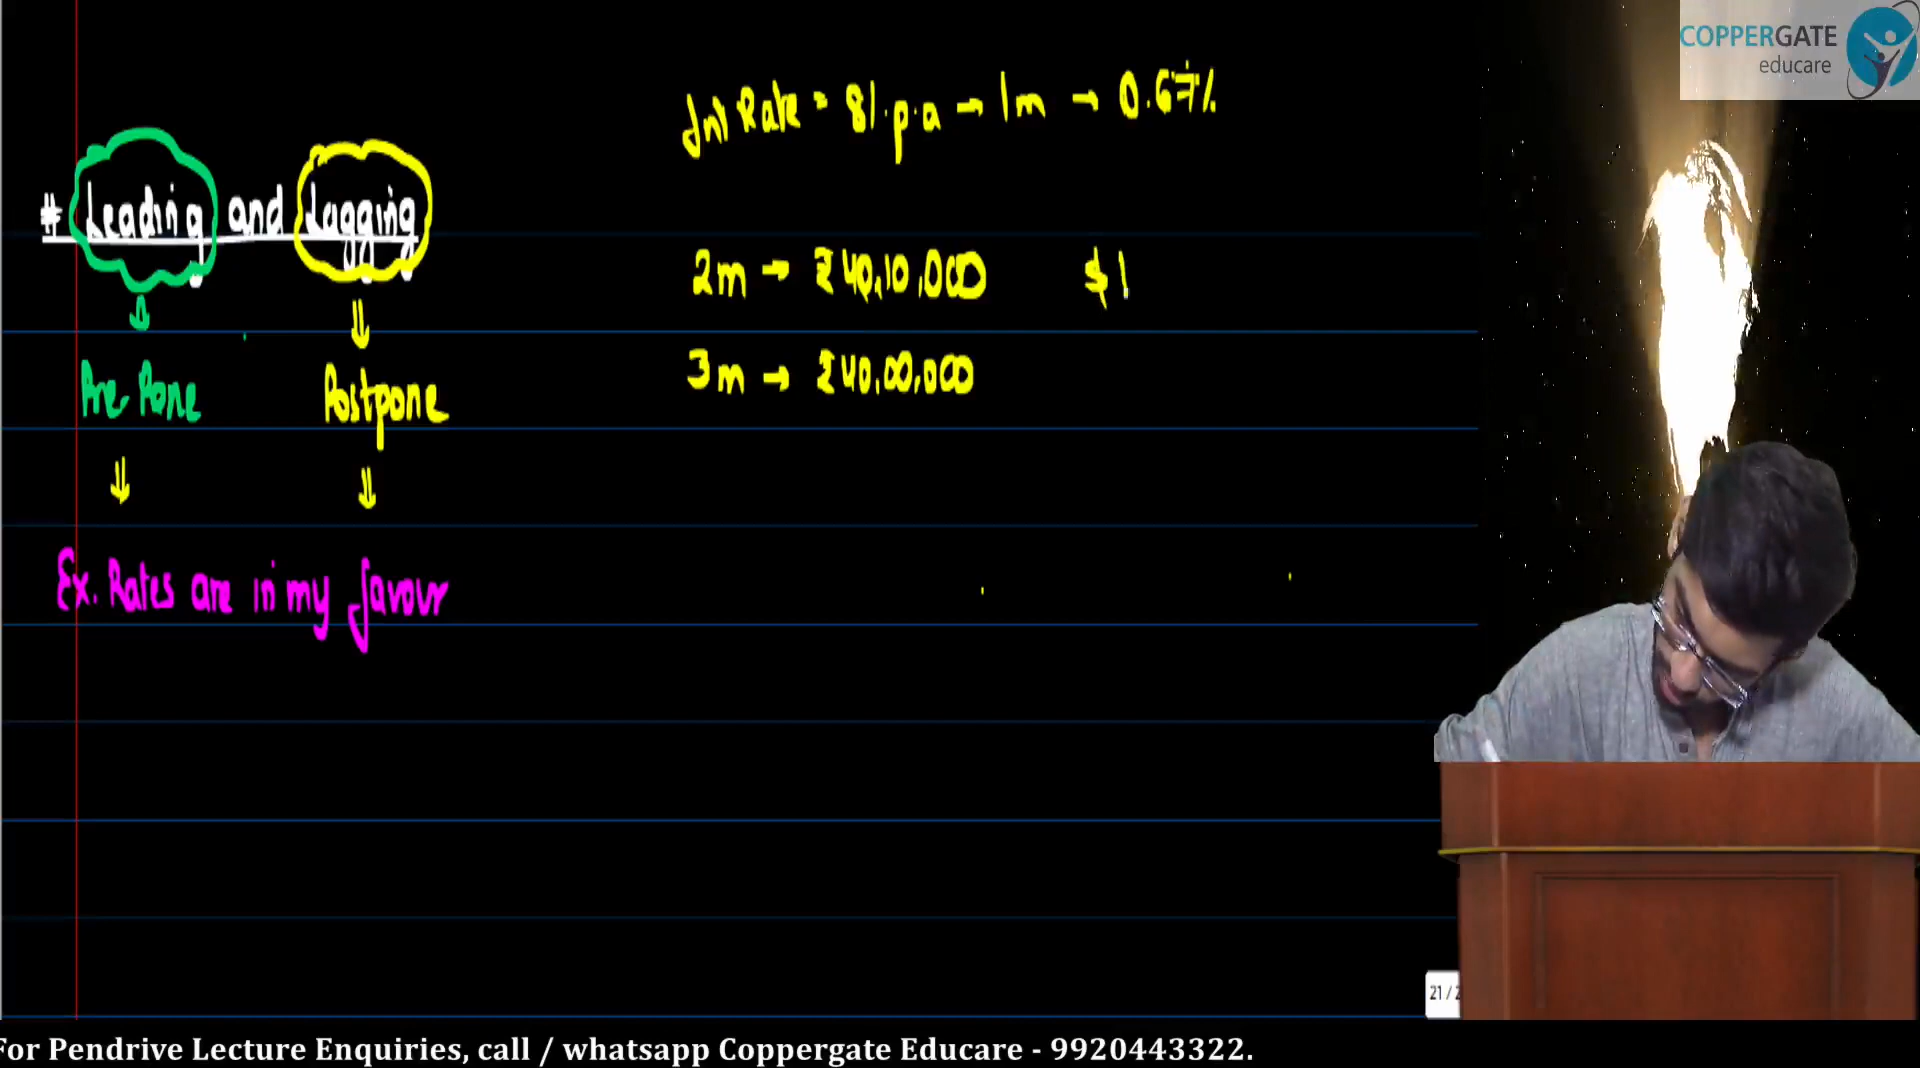 COPPERGATE
educare
Int Rate = 8%.p.a → 1m → 0.67%
# Leading and Lagging
2m → ₹40,10,000 $1
3m → ₹40,00,000
⇓ ⇓
Pre Pone Postpone
⇓ ⇓
Ex. Rates are in my favour
21 / 2
For Pendrive Lecture Enquiries, call / whatsapp Coppergate Educare - 9920443322.